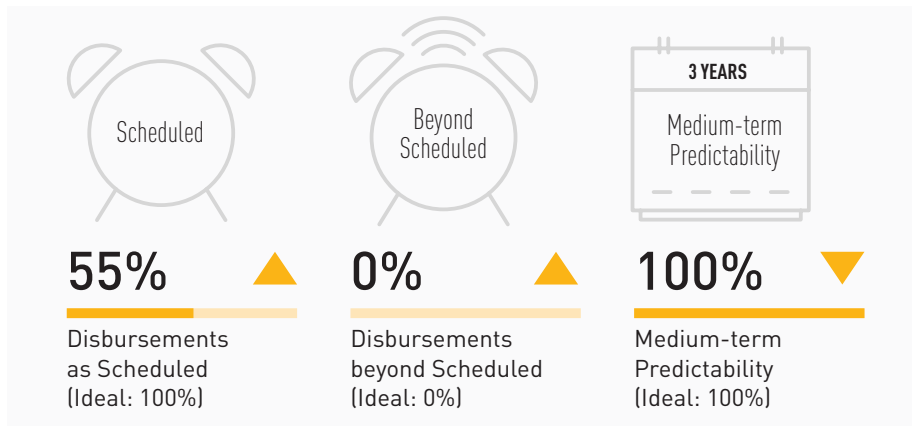 Scheduled
Beyond
Scheduled
3 YEARS
Medium-term
Predictability
55%
0%
100%
Disbursements
as Scheduled
(Ideal: 100%)
Disbursements
beyond Scheduled
(Ideal: 0%)
Medium-term
Predictability
(Ideal: 100%)